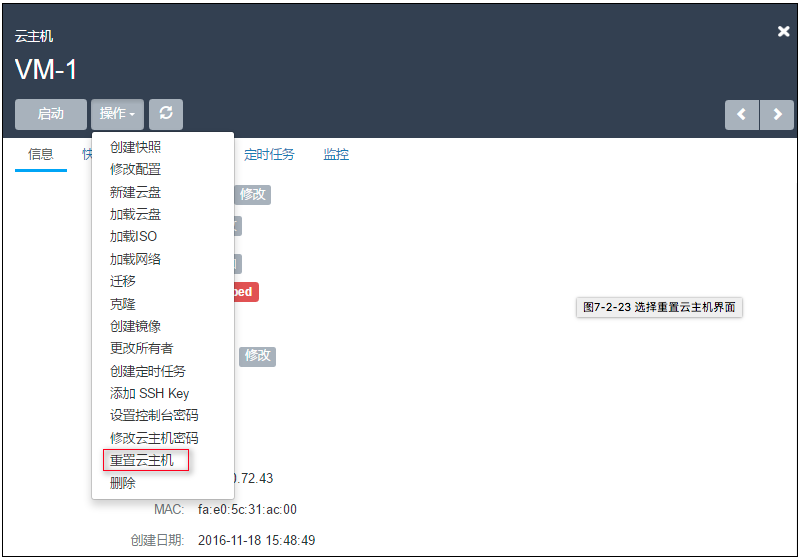 云主机
VM-1
启动
操作
信息
定时任务
监控
创建快照
修改配置
新建云盘
加载云盘
加载ISO
加载网络
迁移
克隆
创建镜像
更改所有者
创建定时任务
添加 SSH Key
设置控制台密码
修改云主机密码
重置云主机
删除
修改
图7-2-23 选择重置云主机界面
修改
.72.43
MAC: fa:e0:5c:31:ac:00
创建日期: 2016-11-18 15:48:49